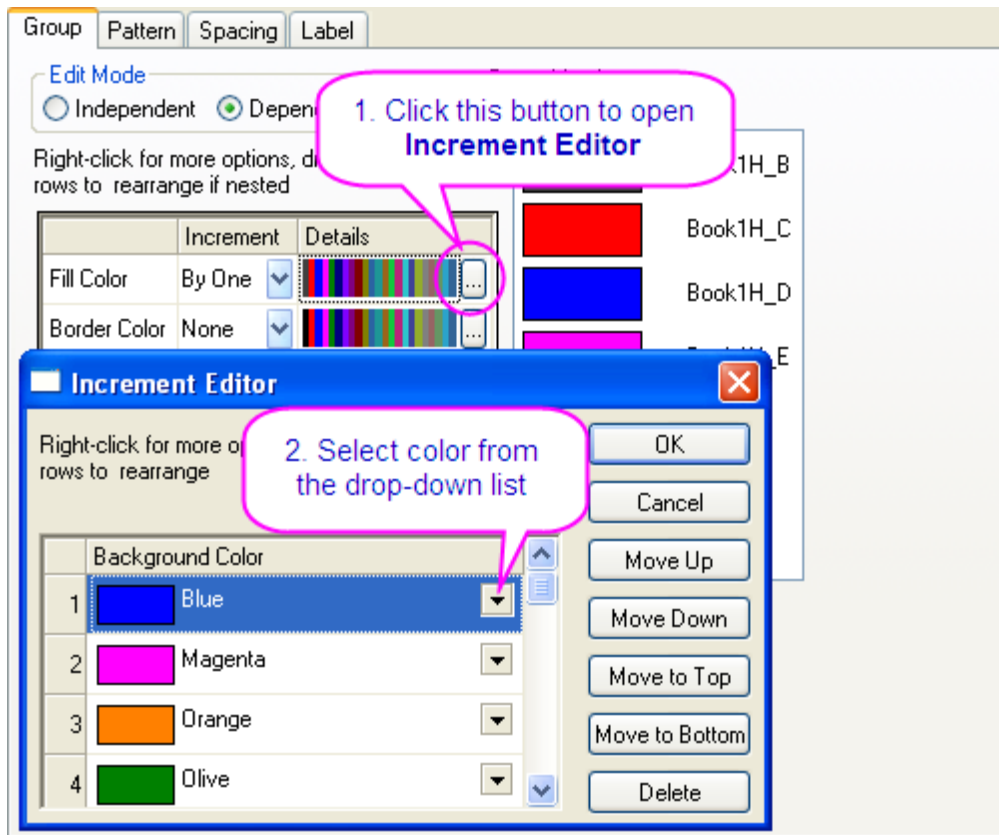 Group Pattern Spacing Label
Edit Mode
Independent Depen
1. Click this button to open
Increment Editor
Right-click for more options, d
rows to rearrange if nested
Increment Details
Fill Color By One ...
Border Color None ...
1H_B
Book1H_C
Book1H_D
_E
Increment Editor
Right-click for more op
rows to rearrange
2. Select color from
the drop-down list
Background Color
1 Blue
2 Magenta
3 Orange
4 Olive
OK
Cancel
Move Up
Move Down
Move to Top
Move to Bottom
Delete